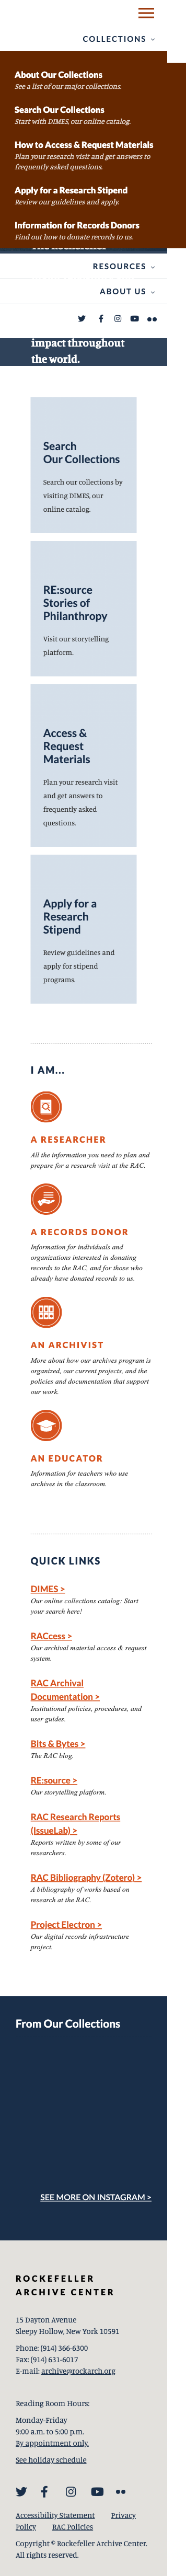 COLLECTIONS
About Our Collections
See a list of our major collections.
Search Our Collections
Start with DIMES, our online catalog.
How to Access & Request Materials
Plan your research visit and get answers to
frequently asked questions.
Apply for a Research Stipend
Review our guidelines and apply.
Information for Records Donors
Find out how to donate records to us.
RESOURCES
ABOUT US
impact throughout
the world.
Search
Our Collections
Search our collections by
visiting DIMES, our
online catalog.
RE:source
Stories of
Philanthropy
Visit our storytelling
platform.
Access &
Request
Materials
Plan your research visit
and get answers to
frequently asked
questions.
Apply for a
Research
Stipend
Review guidelines and
apply for stipend
programs.
I AM...
A RESEARCHER
All the information you need to plan and
prepare for a research visit at the RAC.
A RECORDS DONOR
Information for individuals and
organizations interested in donating
records to the RAC, and for those who
already have donated records to us.
AN ARCHIVIST
More about how our archives program is
organized, our current projects, and the
policies and documentation that support
our work.
AN EDUCATOR
Information for teachers who use
archives in the classroom.
QUICK LINKS
DIMES >
Our online collections catalog: Start
your search here!
RACcess >
Our archival material access & request
system.
RAC Archival
Documentation >
Institutional policies, procedures, and
user guides.
Bits & Bytes >
The RAC blog.
RE:source >
Our storytelling platform.
RAC Research Reports
(IssueLab) >
Reports written by some of our
researchers.
RAC Bibliography (Zotero) >
A bibliography of works based on
research at the RAC.
Project Electron >
Our digital records infrastructure
project.
From Our Collections
SEE MORE ON INSTAGRAM >
ROCKEFELLER
ARCHIVE CENTER
15 Dayton Avenue
Sleepy Hollow, New York 10591
Phone: (914) 366-6300
Fax: (914) 631-6017
E-mail: archive@rockarch.org
Reading Room Hours:
Monday-Friday
9:00 a.m. to 5:00 p.m.
By appointment only.
See holiday schedule
Accessibility Statement Privacy
Policy RAC Policies
Copyright © Rockefeller Archive Center.
All rights reserved.